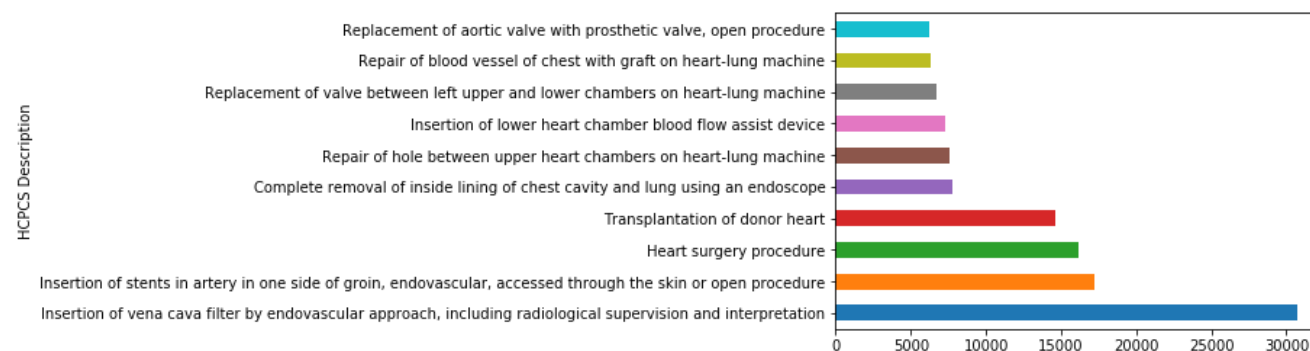 HCPCS Description
Replacement of aortic valve with prosthetic valve, open procedure
Repair of blood vessel of chest with graft on heart-lung machine
Replacement of valve between left upper and lower chambers on heart-lung machine
Insertion of lower heart chamber blood flow assist device
Repair of hole between upper heart chambers on heart-lung machine
Complete removal of inside lining of chest cavity and lung using an endoscope
Transplantation of donor heart
Heart surgery procedure
Insertion of stents in artery in one side of groin, endovascular, accessed through the skin or open procedure
Insertion of vena cava filter by endovascular approach, including radiological supervision and interpretation
0 5000 10000 15000 20000 25000 30000